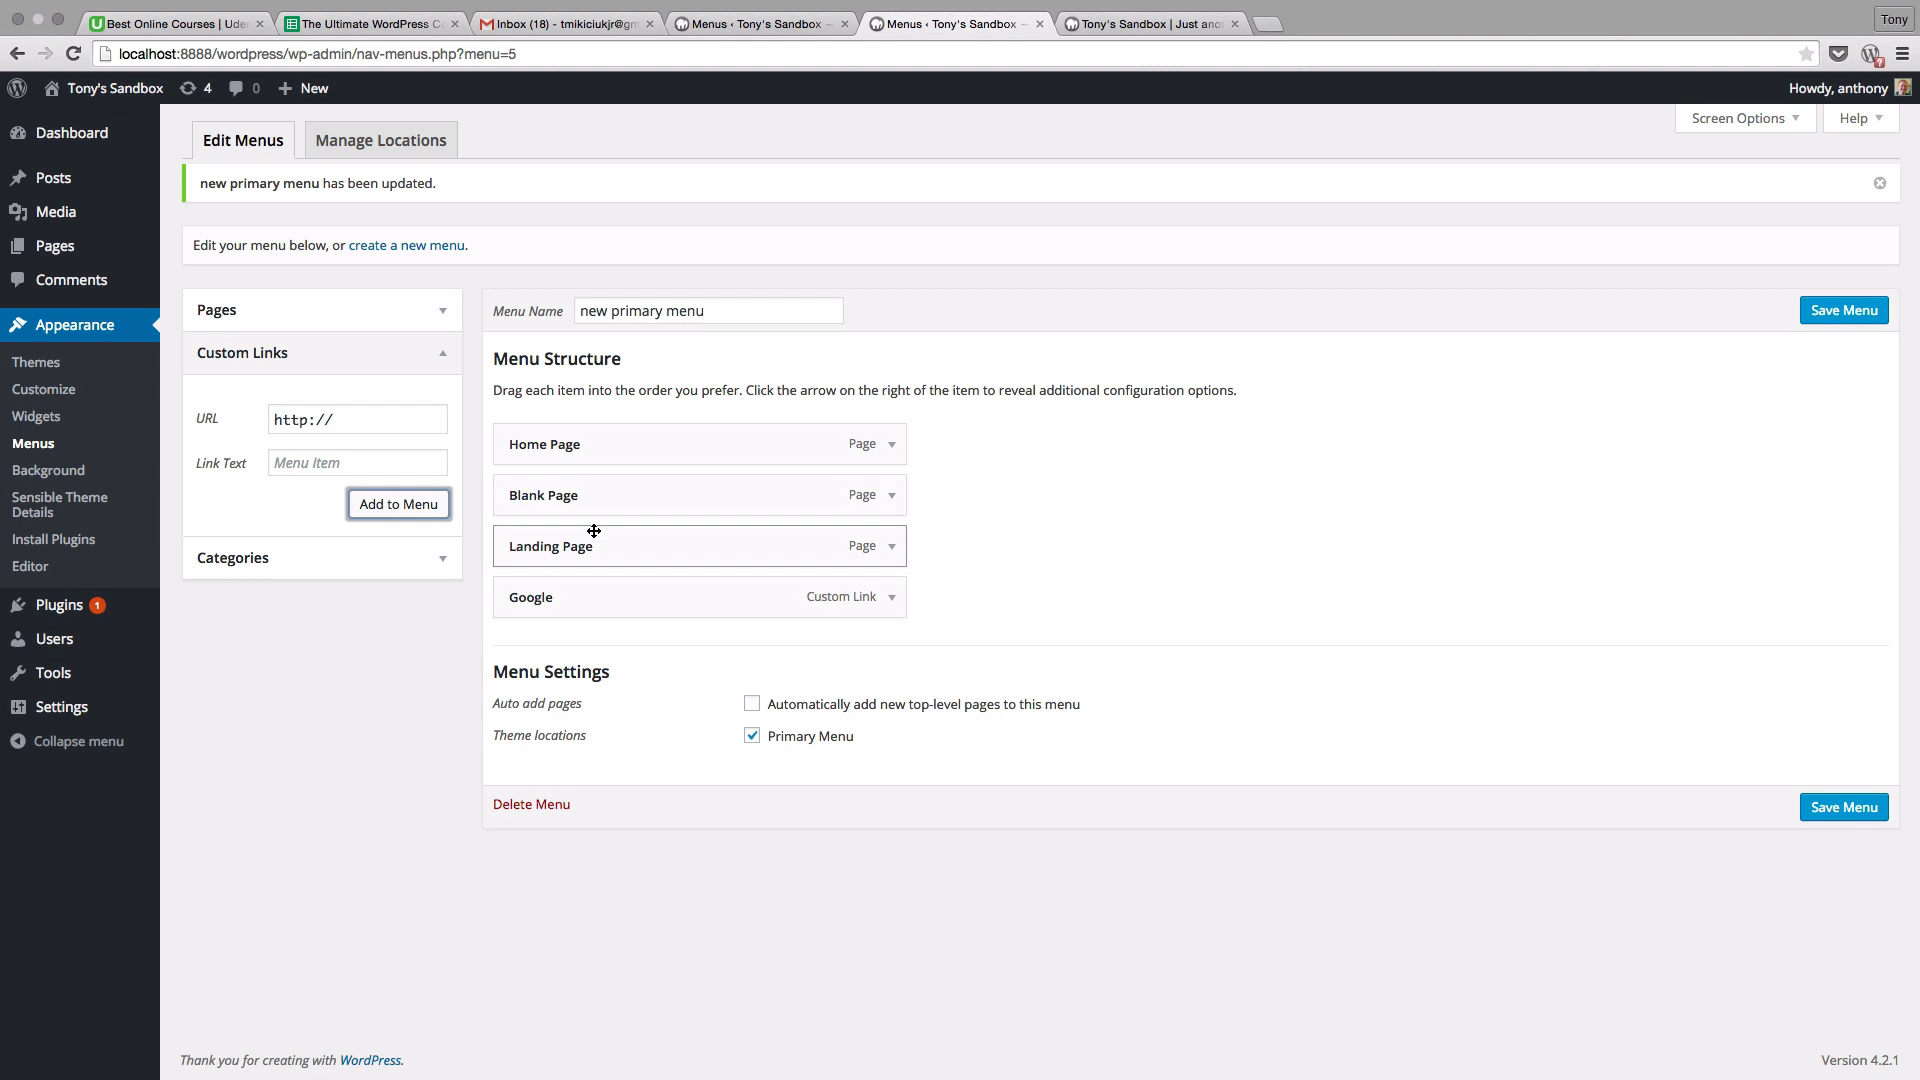 Best Online Courses | Ude
The Ultimate WordPress C
Inbox (18) - tmikiciukjr@gm
Menus ‹ Tony's Sandbox
Menus ‹ Tony's Sandbox
Tony's Sandbox | Just ano
Tony
localhost:8888/wordpress/wp-admin/nav-menus.php?menu=5
Tony's Sandbox 4 0 New
Howdy, anthony
Dashboard
Posts
Media
Pages
Comments
Appearance
Themes
Customize
Widgets
Menus
Background
Sensible Theme
Details
Install Plugins
Editor
Plugins 1
Users
Tools
Settings
Collapse menu
Edit Menus
Manage Locations
Screen Options
Help
new primary menu has been updated.
Edit your menu below, or create a new menu.
Pages
Custom Links
URL http://
Link Text Menu Item
Add to Menu
Categories
Menu Name new primary menu
Save Menu
Menu Structure
Drag each item into the order you prefer. Click the arrow on the right of the item to reveal additional configuration options.
Home Page Page
Blank Page Page
Landing Page Page
Google Custom Link
Menu Settings
Auto add pages Automatically add new top-level pages to this menu
Theme locations Primary Menu
Delete Menu
Save Menu
Thank you for creating with WordPress.
Version 4.2.1